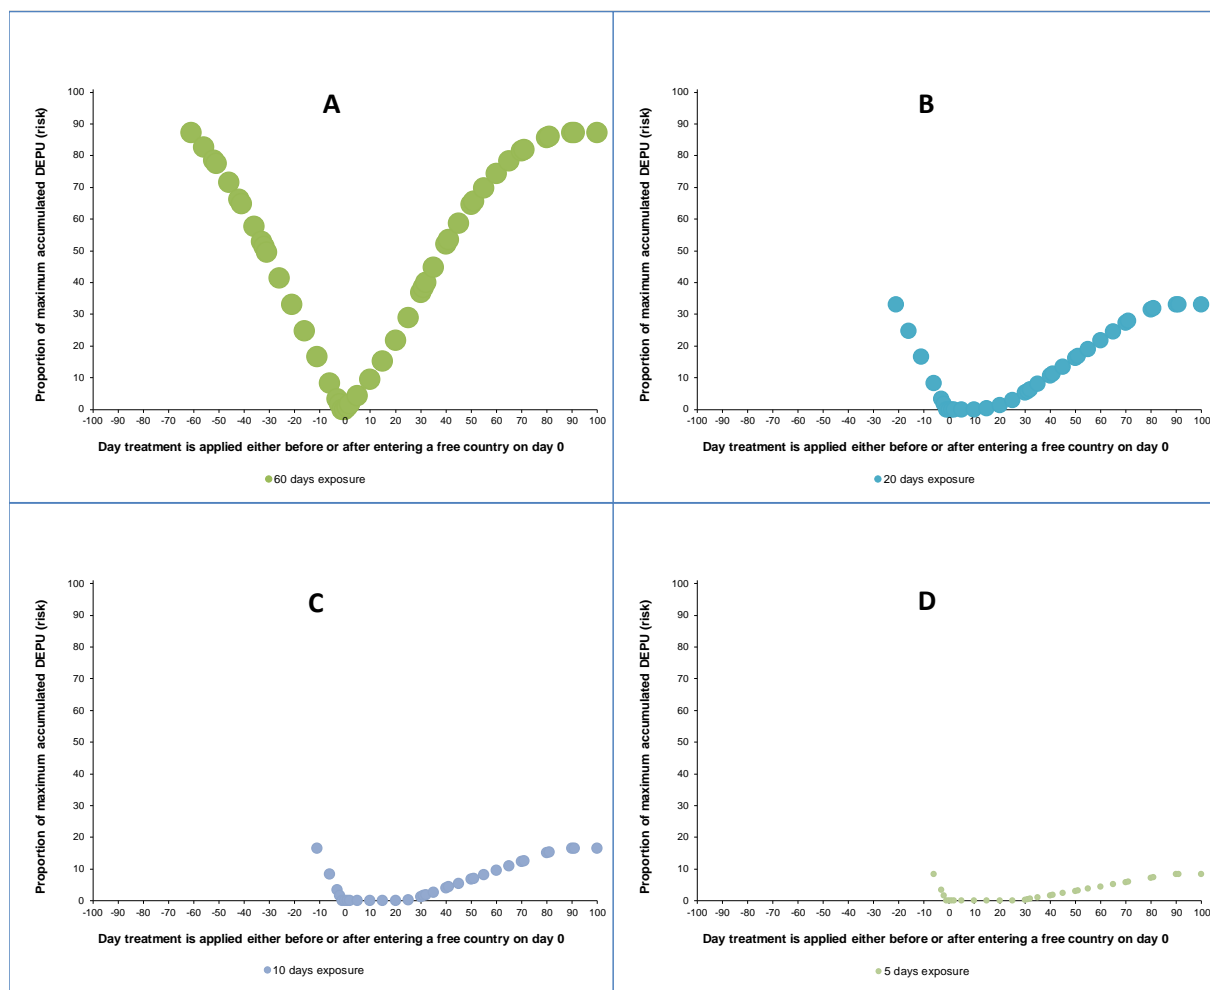 A
Proportion of maximum accumulated DEPU (risk)
100
90
80
70
60
50
40
30
20
10
0
-100 -90 -80 -70 -60 -50 -40 -30 -20 -10 0 10 20 30 40 50 60 70 80 90 100
Day treatment is applied either before or after entering a free country on day 0
60 days exposure
B
Proportion of maximum accumulated DEPU (risk)
100
90
80
70
60
50
40
30
20
10
0
-100 -90 -80 -70 -60 -50 -40 -30 -20 -10 0 10 20 30 40 50 60 70 80 90 100
Day treatment is applied either before or after entering a free country on day 0
20 days exposure
C
Proportion of maximum accumulated DEPU (risk)
100
90
80
70
60
50
40
30
20
10
0
-100 -90 -80 -70 -60 -50 -40 -30 -20 -10 0 10 20 30 40 50 60 70 80 90 100
Day treatment is applied either before or after entering a free country on day 0
10 days exposure
D
Proportion of maximum accumulated DEPU (risk)
100
90
80
70
60
50
40
30
20
10
0
-100 -90 -80 -70 -60 -50 -40 -30 -20 -10 0 10 20 30 40 50 60 70 80 90 100
Day treatment is applied either before or after entering a free country on day 0
5 days exposure